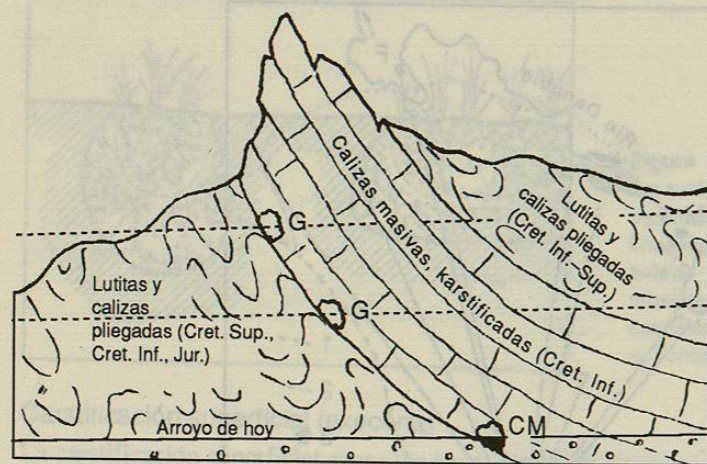 G
Calizas masivas, karstificadas (Cret. Inf.)
Lutitas y
calizas plegadas
(Cret. Inf.-Sup.)
G
Lutitas y
calizas
pliegadas (Cret. Sup.,
Cret. Inf., Jur.)
Arroyo de hoy
CM